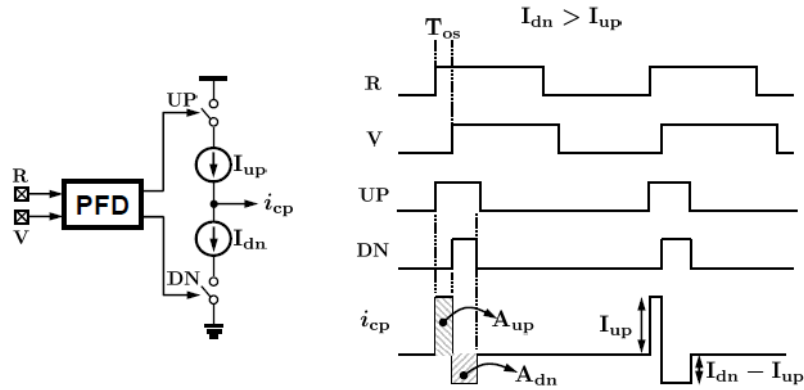 I_dn > I_up
T_os
R
V
UP
DN
i_cp
A_up
A_dn
I_up
I_dn − I_up
UP
I_up
R
PFD
i_cp
V
I_dn
DN